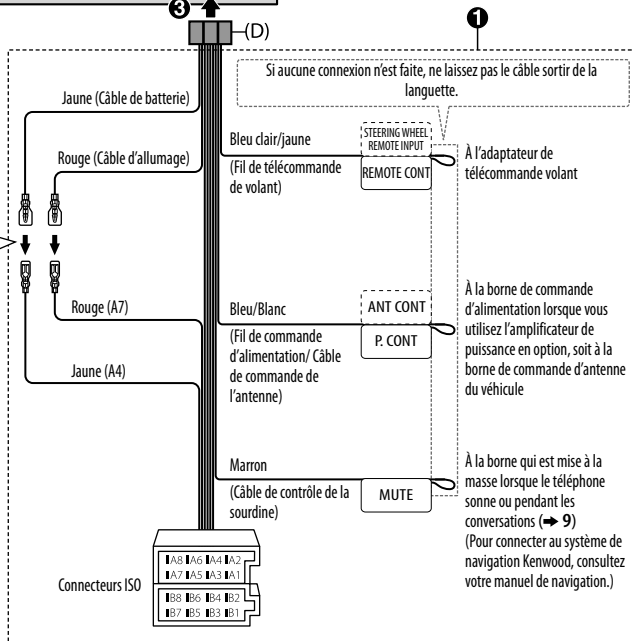 ❸
(D)
❶
Si aucune connexion n'est faite, ne laissez pas le câble sortir de la
languette.
Jaune (Câble de batterie)
Rouge (Câble d'allumage)
Rouge (A7)
Jaune (A4)
Bleu clair/jaune
(Fil de télécommande
de volant)
STEERING WHEEL
REMOTE INPUT
REMOTE CONT
À l'adaptateur de
télécommande volant
Bleu/Blanc
(Fil de commande
d'alimentation/ Câble
de commande de
l'antenne)
ANT CONT
P. CONT
À la borne de commande
d'alimentation lorsque vous
utilisez l'amplificateur de
puissance en option, soit à la
borne de commande d'antenne
du véhicule
Marron
(Câble de contrôle de la
sourdine)
MUTE
À la borne qui est mise à la
masse lorsque le téléphone
sonne ou pendant les
conversations (➜ 9)
(Pour connecter au système de
navigation Kenwood, consultez
votre manuel de navigation.)
Connecteurs ISO
A8 A6 A4 A2
A7 A5 A3 A1
B8 B6 B4 B2
B7 B5 B3 B1